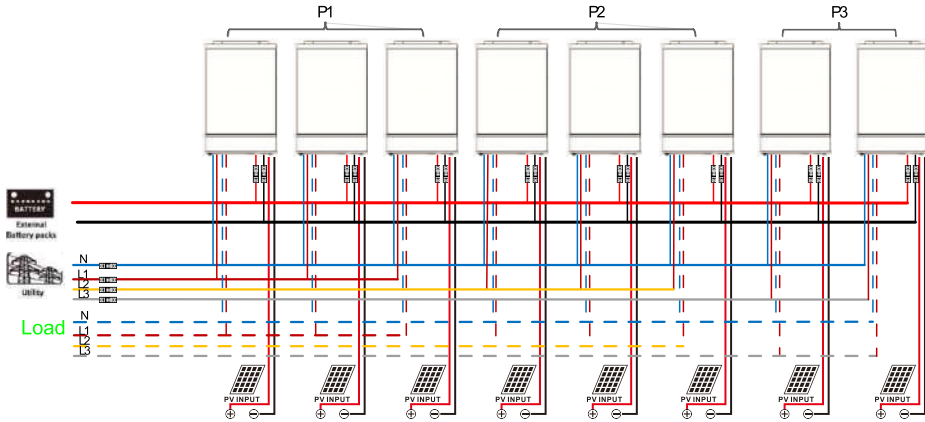 P1 P2 P3
BATTERY
External
Battery packs
Utility
N
L1
L2
L3
Load
N
L1
L2
L3
PV INPUT PV INPUT PV INPUT PV INPUT PV INPUT PV INPUT PV INPUT PV INPUT